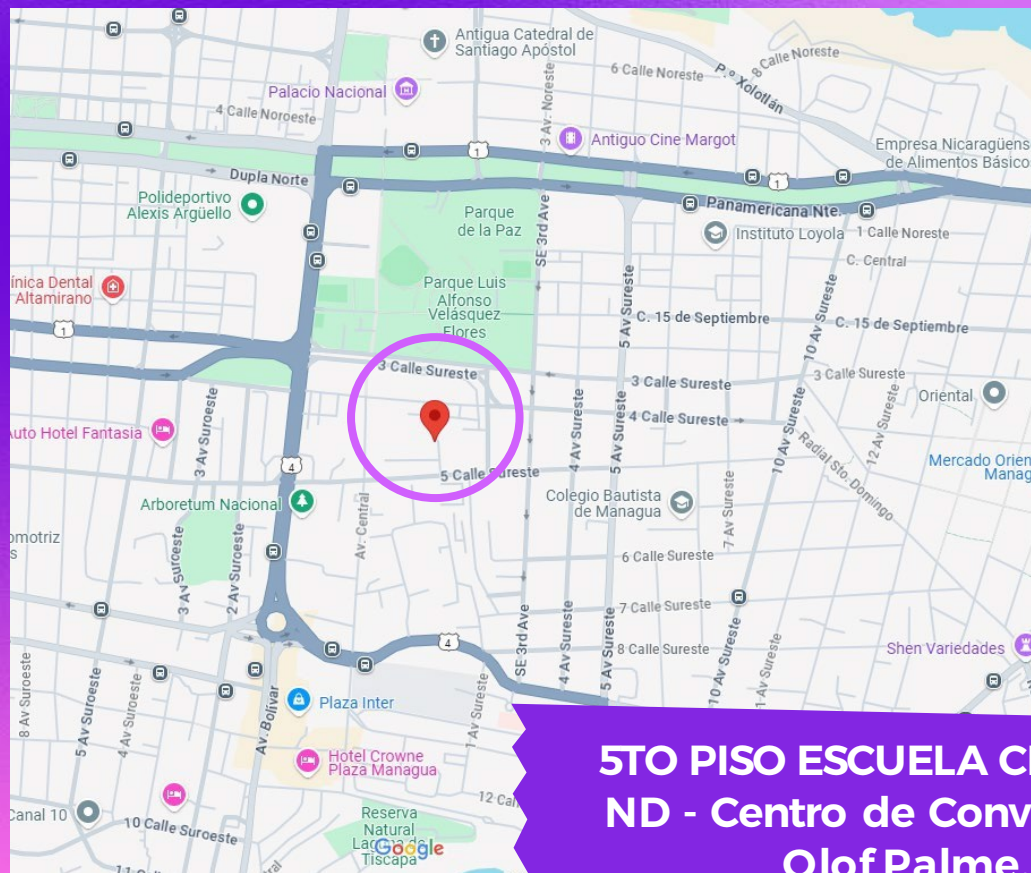 Antigua Catedral de
Santiago Apóstol
6 Calle Noreste
8 Calle Noreste
P.º Xolotlán
Palacio Nacional
4 Calle Noroeste
3 Av. Noreste
1
Antiguo Cine Margot
1
Empresa Nicaragüens
de Alimentos Básico
Dupla Norte
Polideportivo
Alexis Argüello
Parque
de la Paz
SE 3rd Ave
Panamericana Nte.
Instituto Loyola
1 Calle Noreste
C. Central
ínica Dental
Altamirano
Parque Luis
Alfonso
Velásquez
Flores
5 Av Sureste
10 Av Sureste
C. 15 de Septiembre
C. 15 de Septiembre
1
3 Calle Sureste
3 Calle Sureste
3 Calle Sureste
Oriental
4 Calle Sureste
3 Av Suroeste
Auto Hotel Fantasia
4 Av Sureste
5 Av Sureste
10 Av Sureste
12 Av Sureste
Radial Sto. Domingo
Mercado Orien
Manag
4
5 Calle Sureste
Arboretum Nacional
Av. Central
Colegio Bautista
de Managua
7 Av Sureste
omotriz
s
3 Av Suroeste
2 Av Suroeste
6 Calle Sureste
7 Calle Sureste
4
SE 3rd Ave
4 Av Sureste
5 Av Sureste
8 Calle Sureste
10 Av Sureste
Shen Variedades
8 Av Suroeste
5 Av Suroeste
4 Av Suroeste
Av. Bolívar
Plaza Inter
1 Av Sureste
Hotel Crowne
Plaza Managua
12 Cal
Canal 10
10 Calle Suroeste
Reserva
Natural
Laguna de
Tiscapa
Google
5TO PISO ESCUELA C
ND - Centro de Conv
Olof Palme